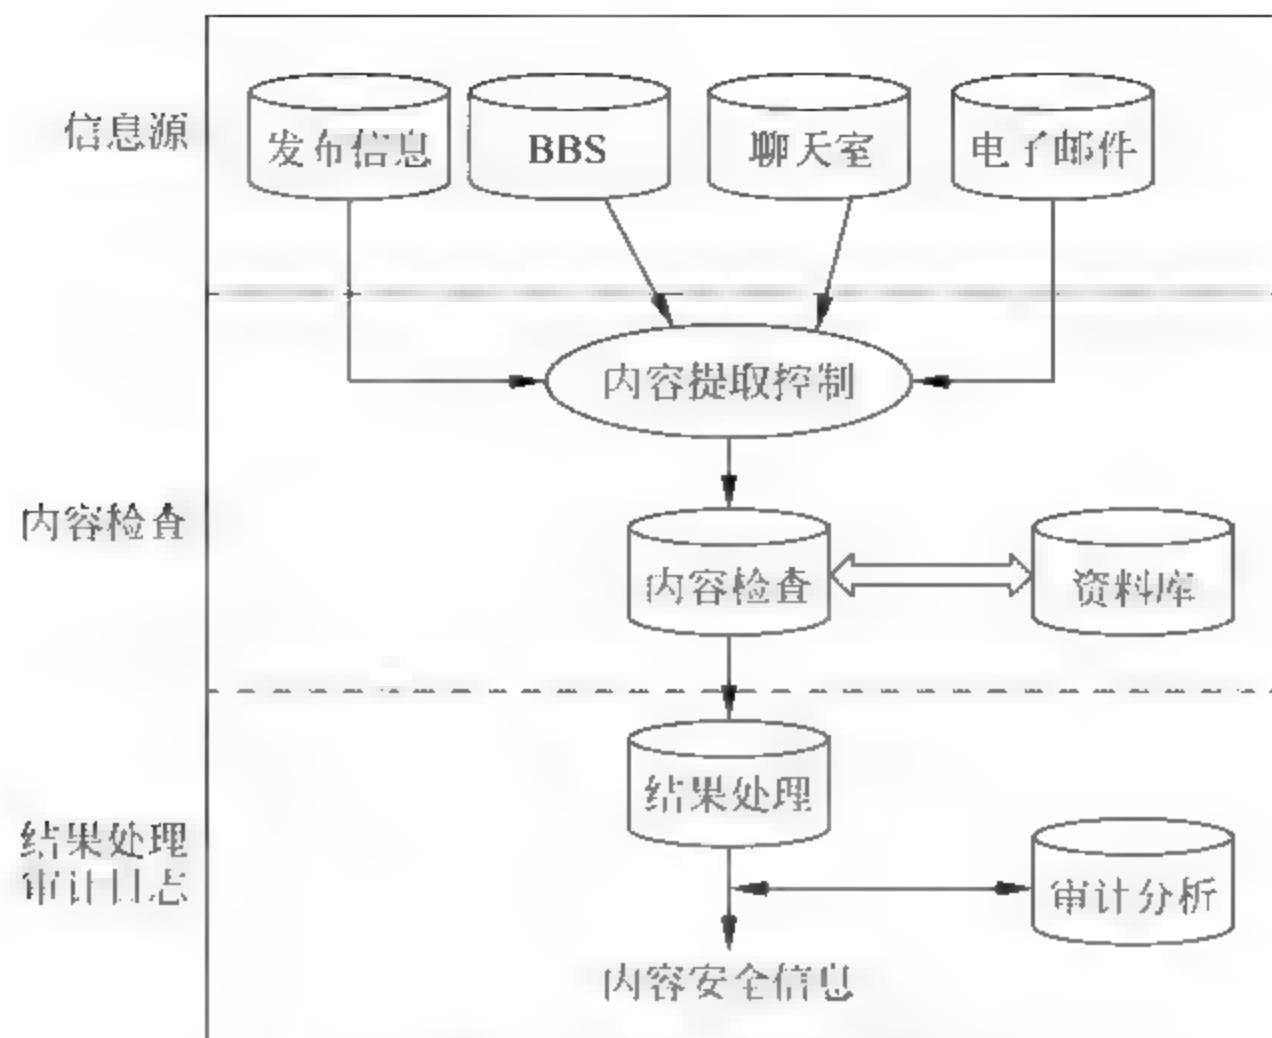 信息源
发布信息
BBS
聊天室
电子邮件
内容提取控制
内容检查
内容检查
资料库
结果处理
结果处理
审计日志
审计分析
内容安全信息